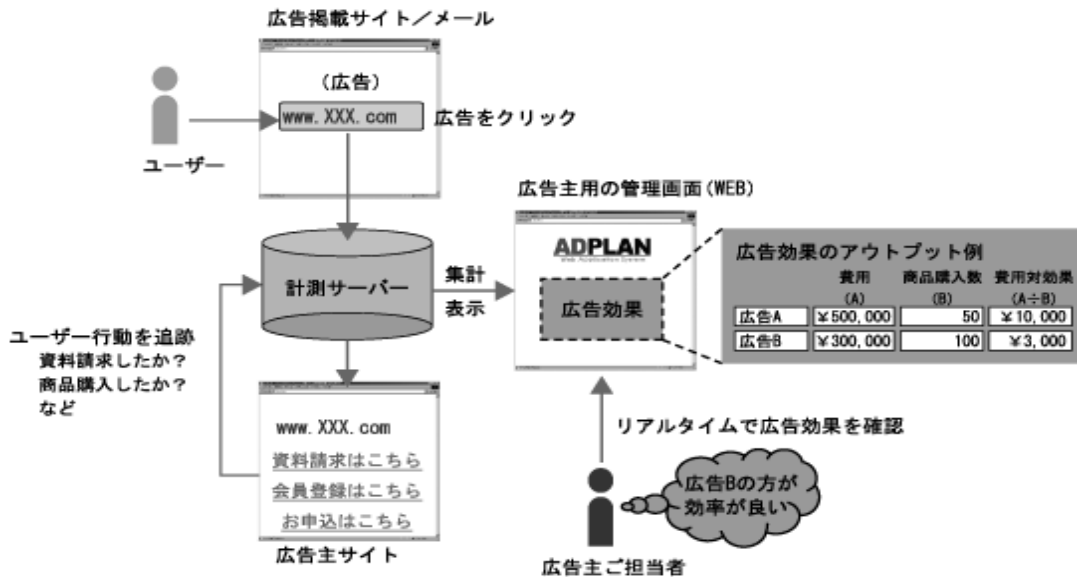 広告掲載サイト／メール
（広告）
www.XXX.com
広告をクリック
ユーザー
計測サーバー
集計
表示
ユーザー行動を追跡
資料請求したか？
商品購入したか？
など
www.XXX.com
資料請求はこちら
会員登録はこちら
お申込はこちら
広告主サイト
広告主用の管理画面(WEB)
ADPLAN
広告効果
広告効果のアウトプット例
費用 商品購入数 費用対効果
(A) (B) (A÷B)
広告A ¥500,000 50 ¥10,000
広告B ¥300,000 100 ¥3,000
リアルタイムで広告効果を確認
広告Bの方が
効率が良い
広告主ご担当者